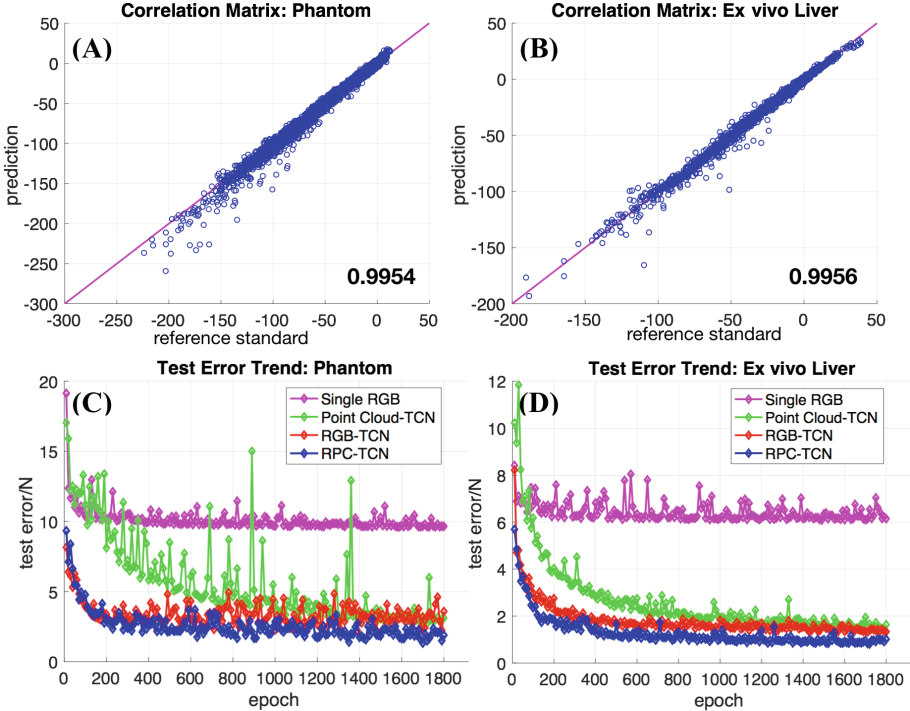 Correlation Matrix: Phantom
(A)
50
0
-50
-100
-150
-200
-250
-300
prediction
0.9954
-300 -250 -200 -150 -100 -50 0 50
reference standard
Correlation Matrix: Ex vivo Liver
(B)
50
0
-50
-100
-150
-200
prediction
0.9956
-200 -150 -100 -50 0 50
reference standard
Test Error Trend: Phantom
(C)
20
15
10
5
0
test error/N
Single RGB
Point Cloud-TCN
RGB-TCN
RPC-TCN
0 200 400 600 800 1000 1200 1400 1600 1800
epoch
Test Error Trend: Ex vivo Liver
(D)
12
10
8
6
4
2
0
test error/N
Single RGB
Point Cloud-TCN
RGB-TCN
RPC-TCN
0 200 400 600 800 1000 1200 1400 1600 1800
epoch